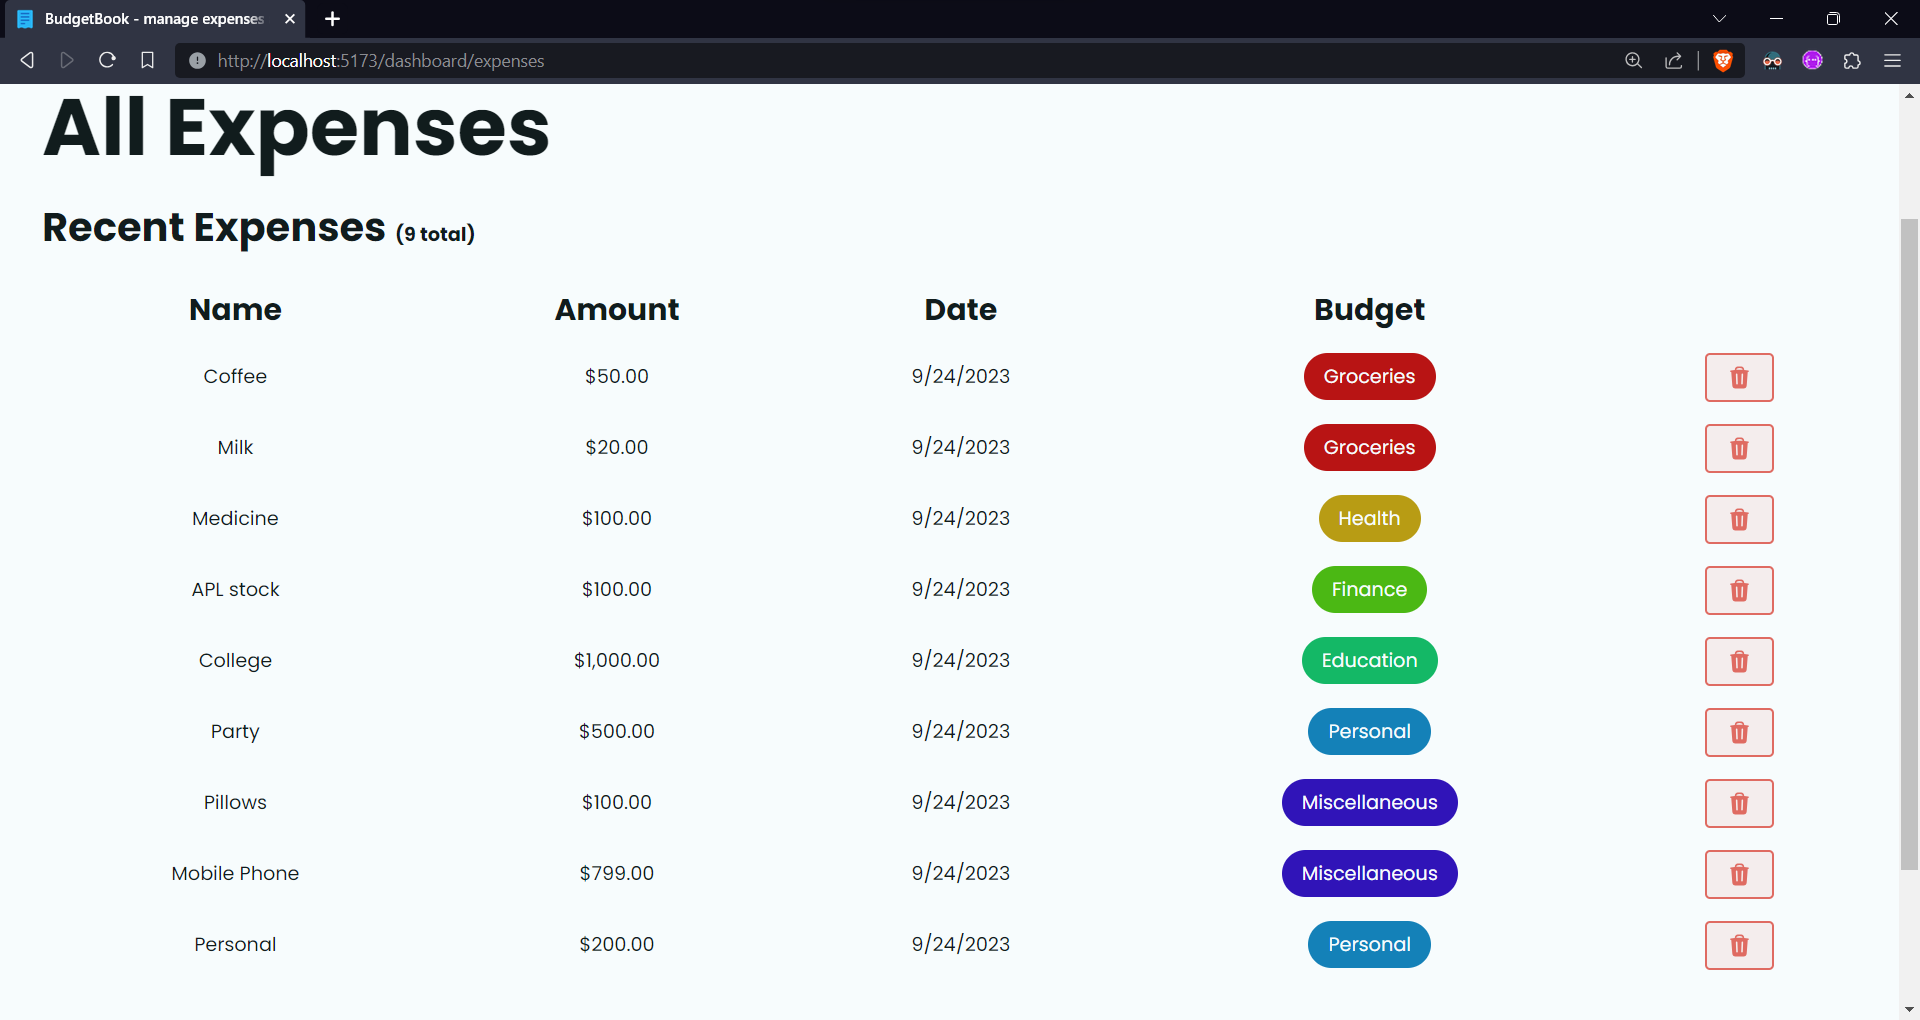 BudgetBook - manage expenses
http://localhost:5173/dashboard/expenses
All Expenses
Recent Expenses (9 total)
Name Amount Date Budget
Coffee $50.00 9/24/2023 Groceries
Milk $20.00 9/24/2023 Groceries
Medicine $100.00 9/24/2023 Health
APL stock $100.00 9/24/2023 Finance
College $1,000.00 9/24/2023 Education
Party $500.00 9/24/2023 Personal
Pillows $100.00 9/24/2023 Miscellaneous
Mobile Phone $799.00 9/24/2023 Miscellaneous
Personal $200.00 9/24/2023 Personal